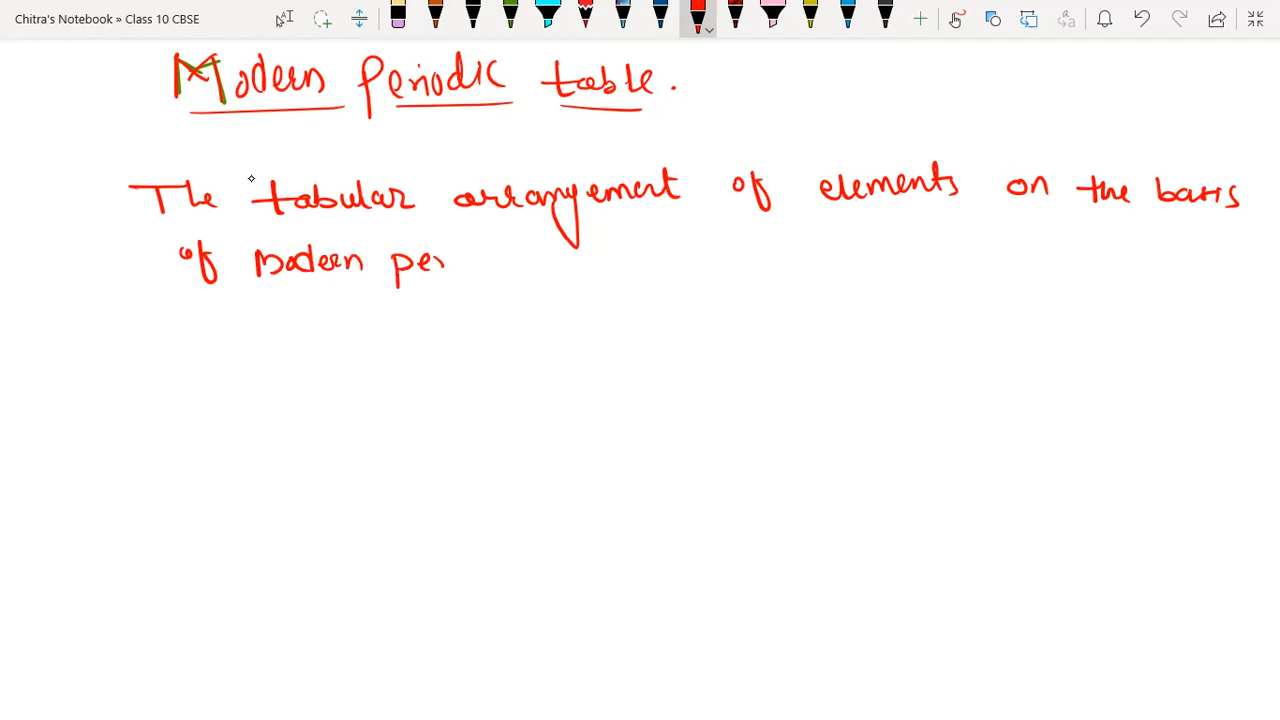 Chitra's Notebook » Class 10 CBSE
Modern Periodic table.
The tabular arrangement of elements on the basis
of Modern per